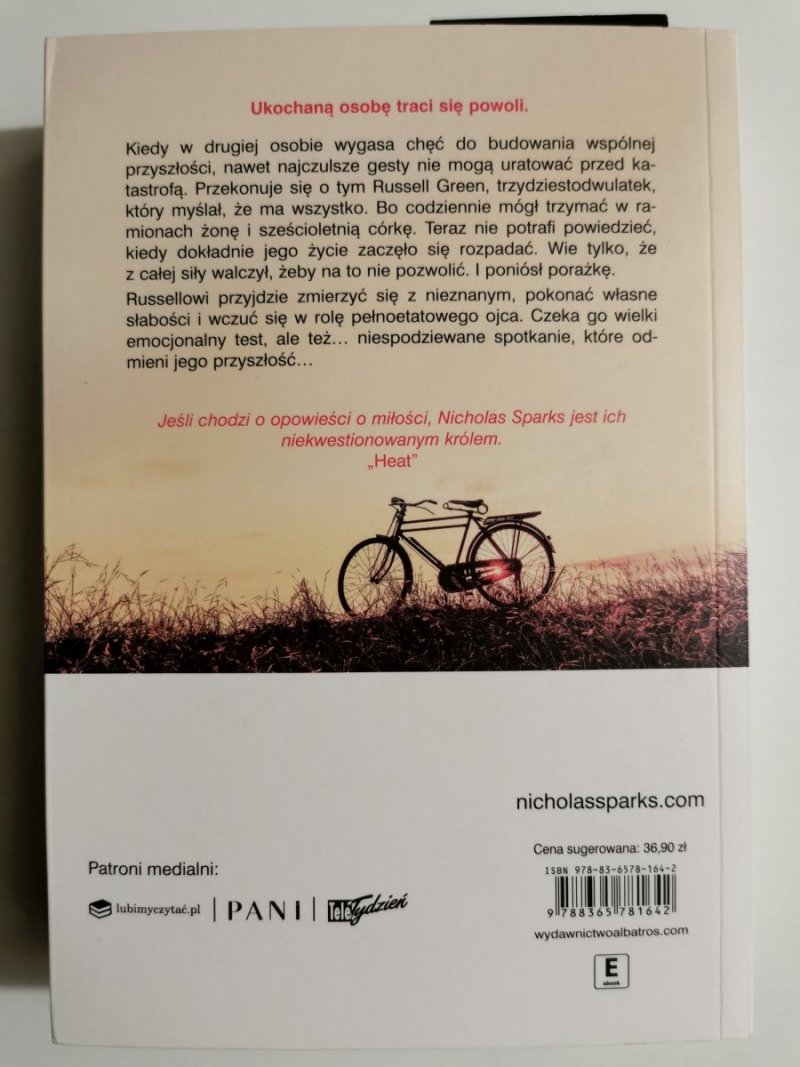 Ukochaną osobę traci się powoli.
Kiedy w drugiej osobie wygasa chęć do budowania wspólnej
przyszłości, nawet najczulsze gesty nie mogą uratować przed ka-
tastrofą. Przekonuje się o tym Russell Green, trzydziestodwulatek,
który myślał, że ma wszystko. Bo codziennie mógł trzymać w ra-
mionach żonę i sześcioletnią córkę. Teraz nie potrafi powiedzieć,
kiedy dokładnie jego życie zaczęło się rozpadać. Wie tylko, że
z całej siły walczył, żeby na to nie pozwolić. I poniósł porażkę.
Russellowi przyjdzie zmierzyć się z nieznanym, pokonać własne
słabości i wczuć się w rolę pełnoetatowego ojca. Czeka go wielki
emocjonalny test, ale też... niespodziewane spotkanie, które od-
mieni jego przyszłość...
Jeśli chodzi o opowieści o miłości, Nicholas Sparks jest ich
niekwestionowanym królem.
„Heat”
nicholassparks.com
Cena sugerowana: 36,90 zł
ISBN 978-83-6578-164-2
9 788365 781642
wydawnictwoalbatros.com
E
ebook
Patroni medialni:
lubimyczytać.pl | PANI | Tele Tydzień